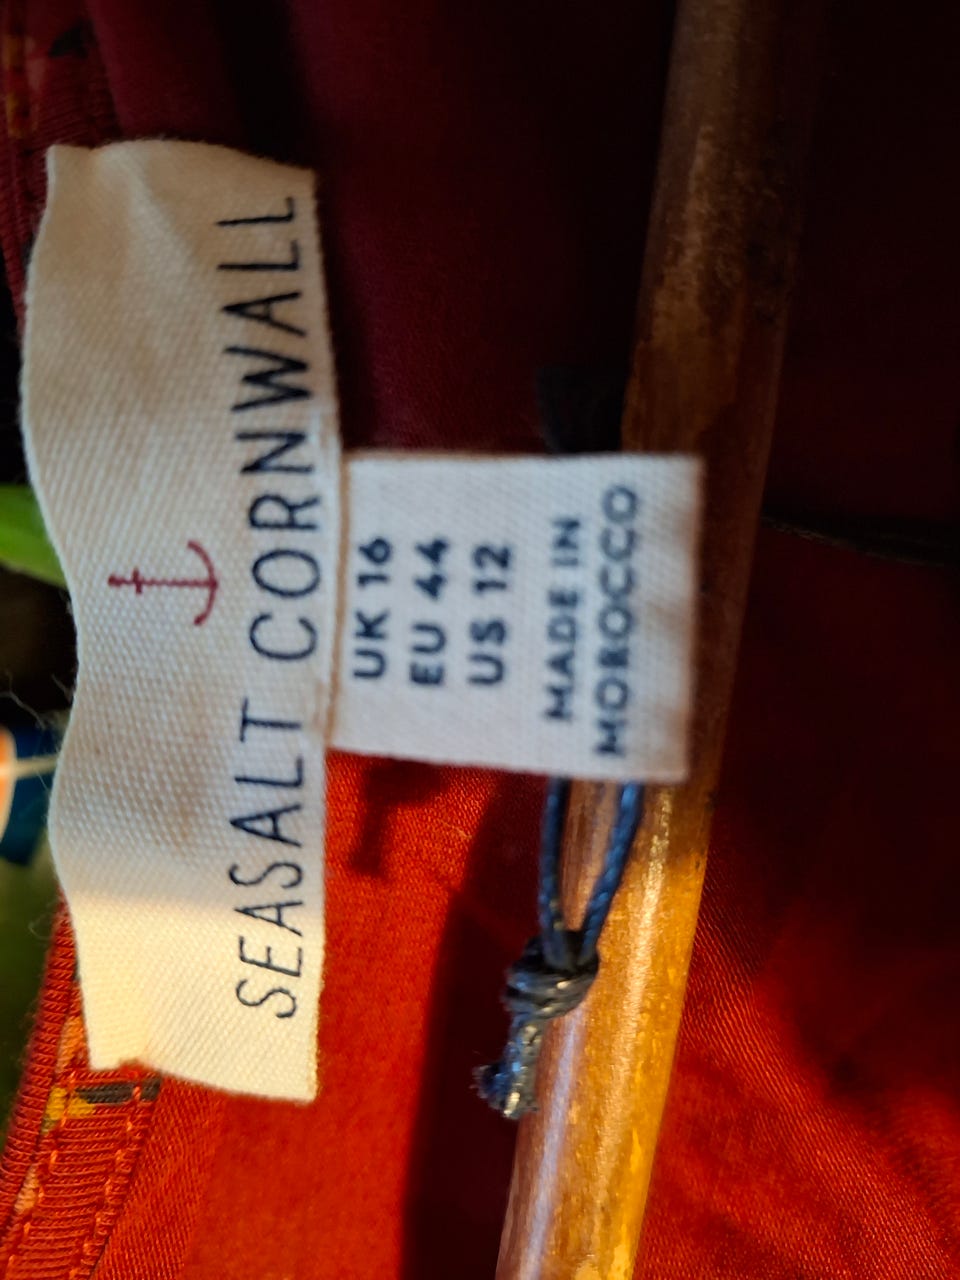 SEASALT CORNWALL
UK 16
EU 44
US 12
MADE IN
MOROCCO